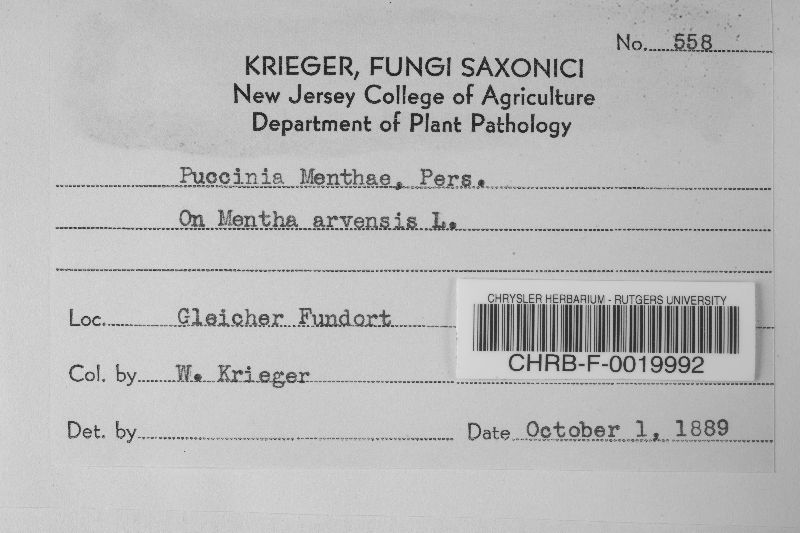 No. 558
KRIEGER, FUNGI SAXONICI
New Jersey College of Agriculture
Department of Plant Pathology
Puccinia Menthae, Pers.
On Mentha arvensis L.
Loc. Gleicher Fundort
CHRYSLER HERBARIUM - RUTGERS UNIVERSITY
CHRB-F-0019992
Col. by W. Krieger
Det. by
Date October 1, 1889